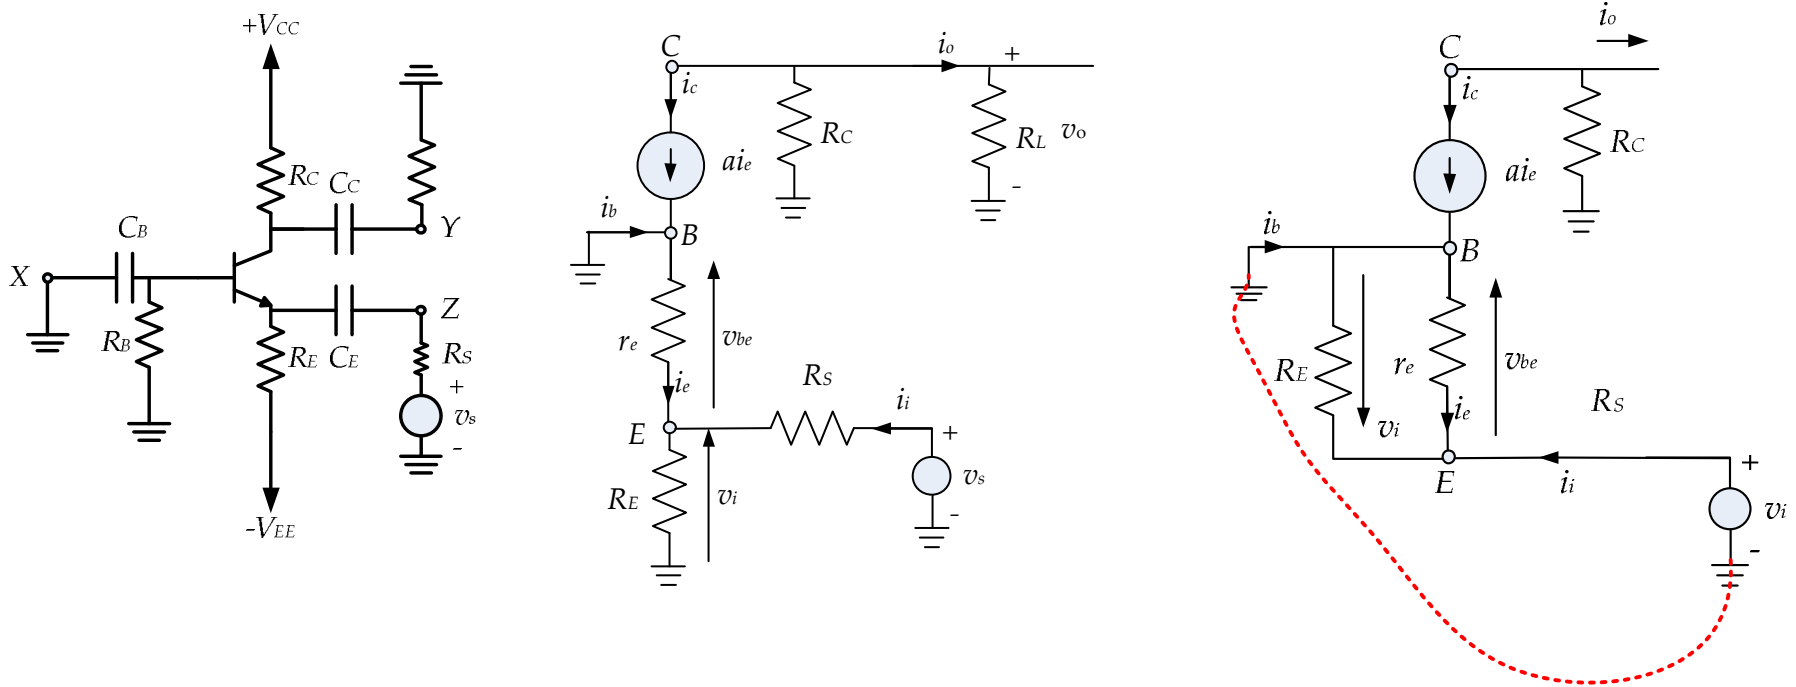 +VCC
RC
CC
Y
CB
X
RB
Z
RE
CE
RS
+
vs
-
-VEE
C
io
+
ic
RC
RL
vo
aie
-
ib
B
re
vbe
ie
RS
ii
E
+
RE
vi
vs
-
io
C
ic
RC
aie
ib
B
RE
re
vbe
RS
vi
ie
E
ii
+
vi
-